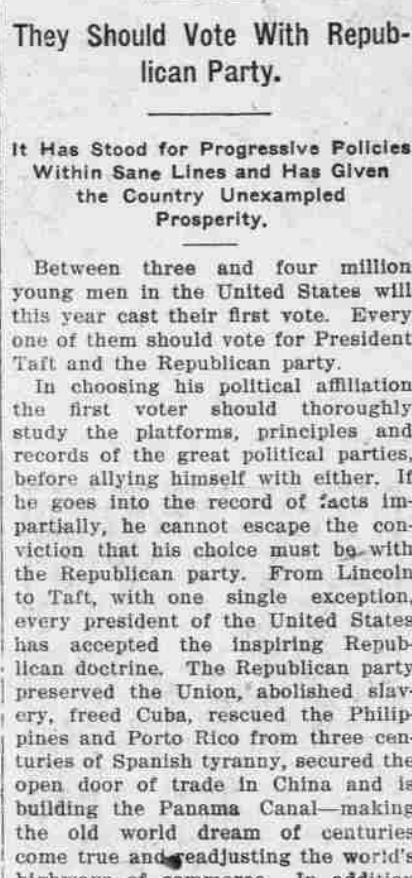 They Should Vote With Repub-
lican Party.
It Has Stood for Progressive Policies
Within Sane Lines and Has Given
the Country Unexampled
Prosperity.
Between three and four million
young men in the United States will
this year cast their first vote. Every
one of them should vote for President
Taft and the Republican party.
In choosing his political affiliation
the first voter should thoroughly
study the platforms, principles and
records of the great political parties,
before allying himself with either. If
he goes into the record of facts im-
partially, he cannot escape the con-
viction that his choice must be with
the Republican party. From Lincoln
to Taft, with one single exception,
every president of the United States
has accepted the inspiring Repub-
lican doctrine. The Republican party
preserved the Union, abolished slav-
ery, freed Cuba, rescued the Philip-
pines and Porto Rico from three cen-
turies of Spanish tyranny, secured the
open door of trade in China and is
building the Panama Canal—making
the old world dream of centuries
come true and readjusting the world's
highways of commerce. In addition